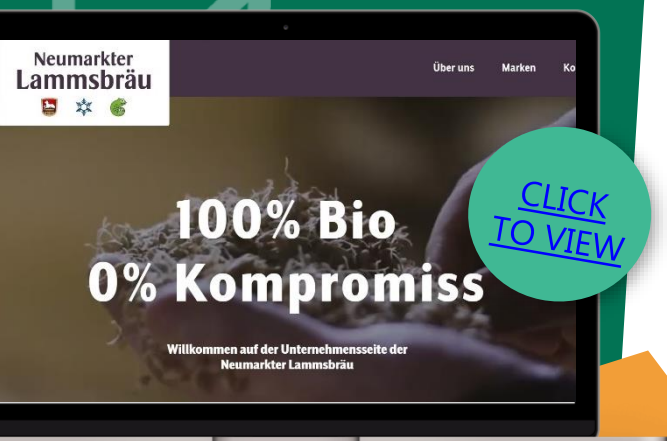 Neumarkter
Lammsbräu
Über uns Marken Ko
100% Bio
0% Kompromiss
Willkommen auf der Unternehmensseite der
Neumarkter Lammsbräu
CLICK
TO VIEW